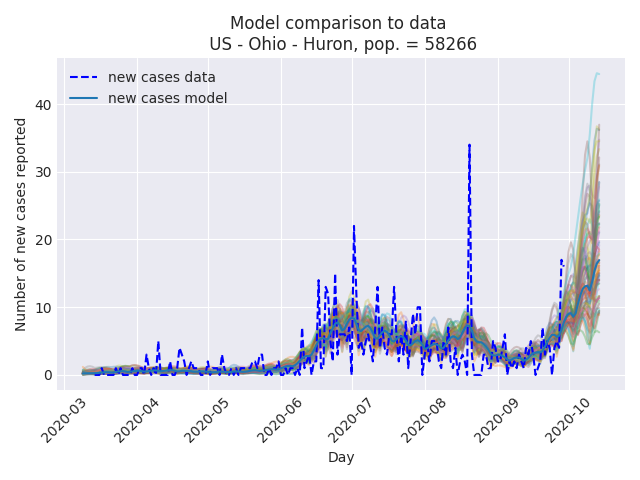 Model comparison to data
US - Ohio - Huron, pop. = 58266
new cases data
new cases model
Number of new cases reported
40
30
20
10
0
2020-03
2020-04
2020-05
2020-06
2020-07
2020-08
2020-09
2020-10
Day